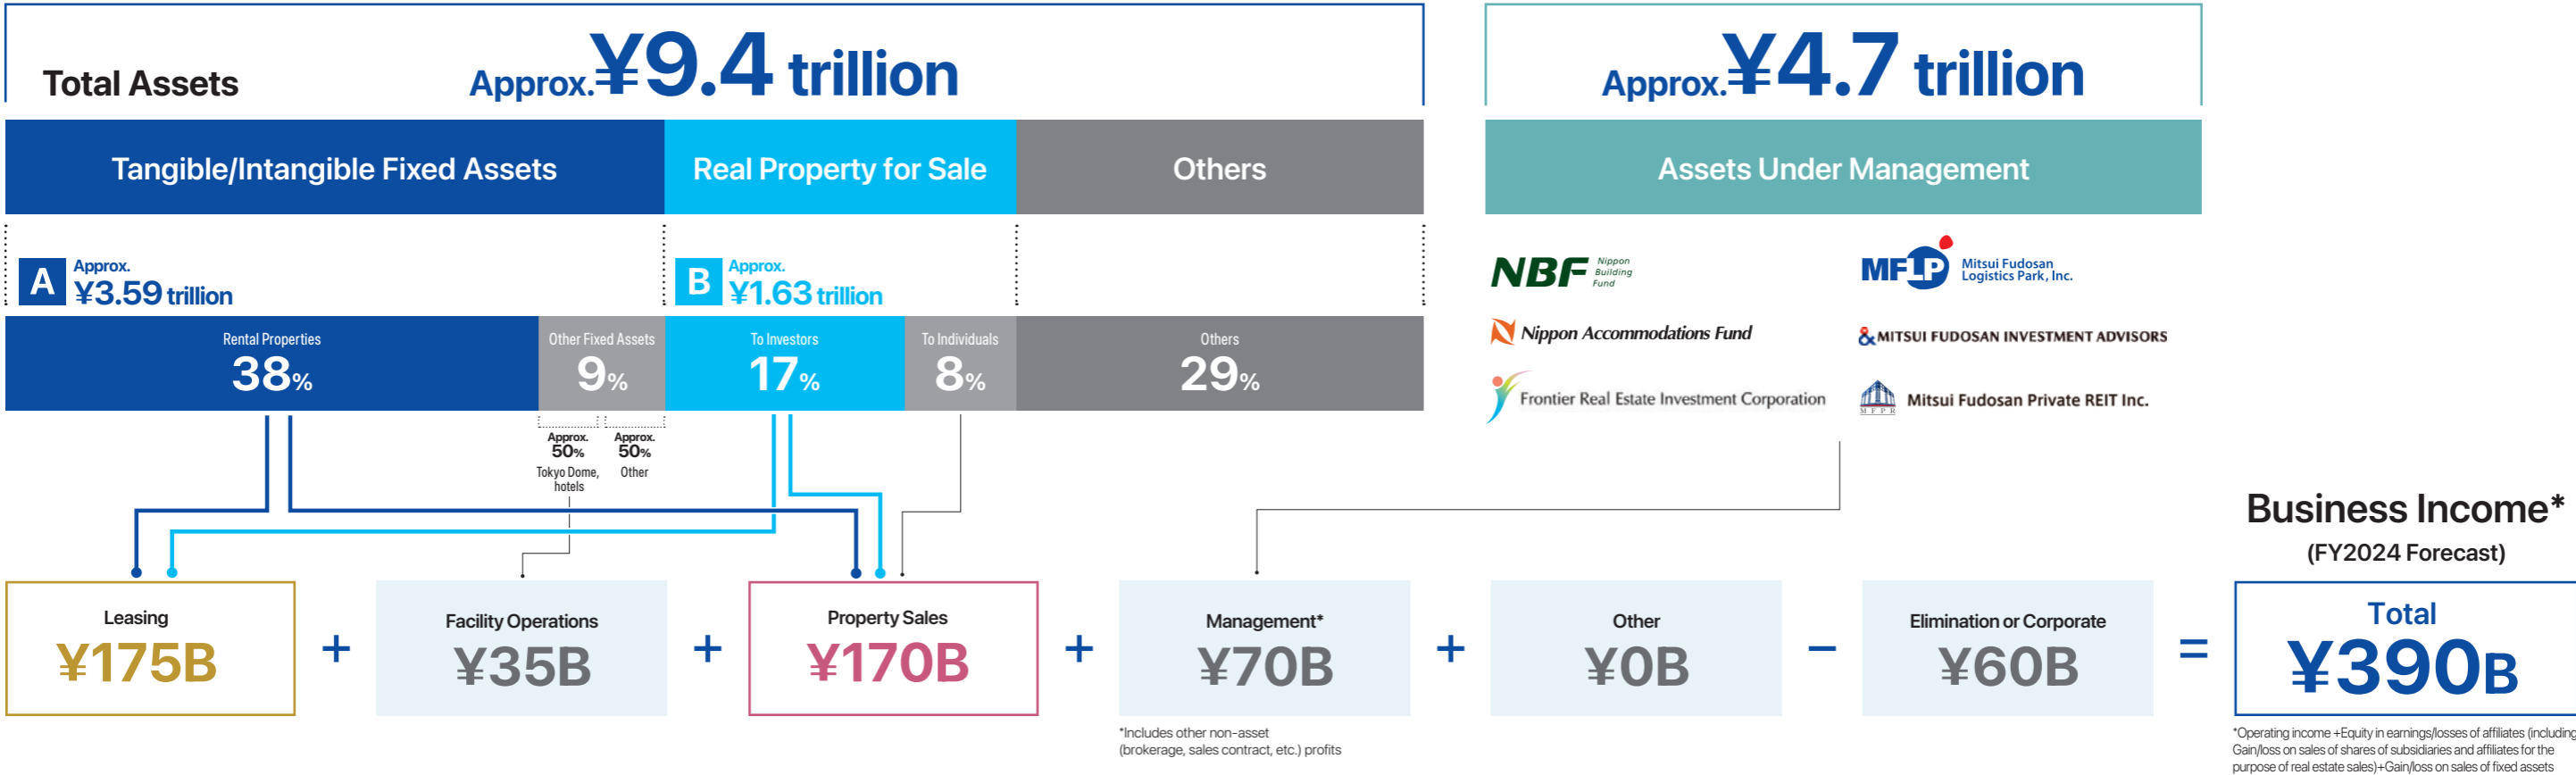 Total Assets
Approx.¥9.4 trillion
Approx.¥4.7 trillion
Tangible/Intangible Fixed Assets
Real Property for Sale
Others
Assets Under Management
A
Approx.
¥3.59 trillion
B
Approx.
¥1.63 trillion
NBF
Nippon
Building
Fund
MFLP
Mitsui Fudosan
Logistics Park, Inc.
Rental Properties
38%
Other Fixed Assets
9%
To Investors
17%
To Individuals
8%
Others
29%
Nippon Accommodations Fund
& MITSUI FUDOSAN INVESTMENT ADVISORS
Frontier Real Estate Investment Corporation
MFPR
Mitsui Fudosan Private REIT Inc.
Approx.
50%
Tokyo Dome,
hotels
Approx.
50%
Other
Business Income*
(FY2024 Forecast)
Leasing
¥175B
+
Facility Operations
¥35B
+
Property Sales
¥170B
+
Management*
¥70B
+
Other
¥0B
−
Elimination or Corporate
¥60B
=
Total
¥390B
*Includes other non-asset
(brokerage, sales contract, etc.) profits
*Operating income +Equity in earnings/losses of affiliates (including
Gain/loss on sales of shares of subsidiaries and affiliates for the
purpose of real estate sales)+Gain/loss on sales of fixed assets